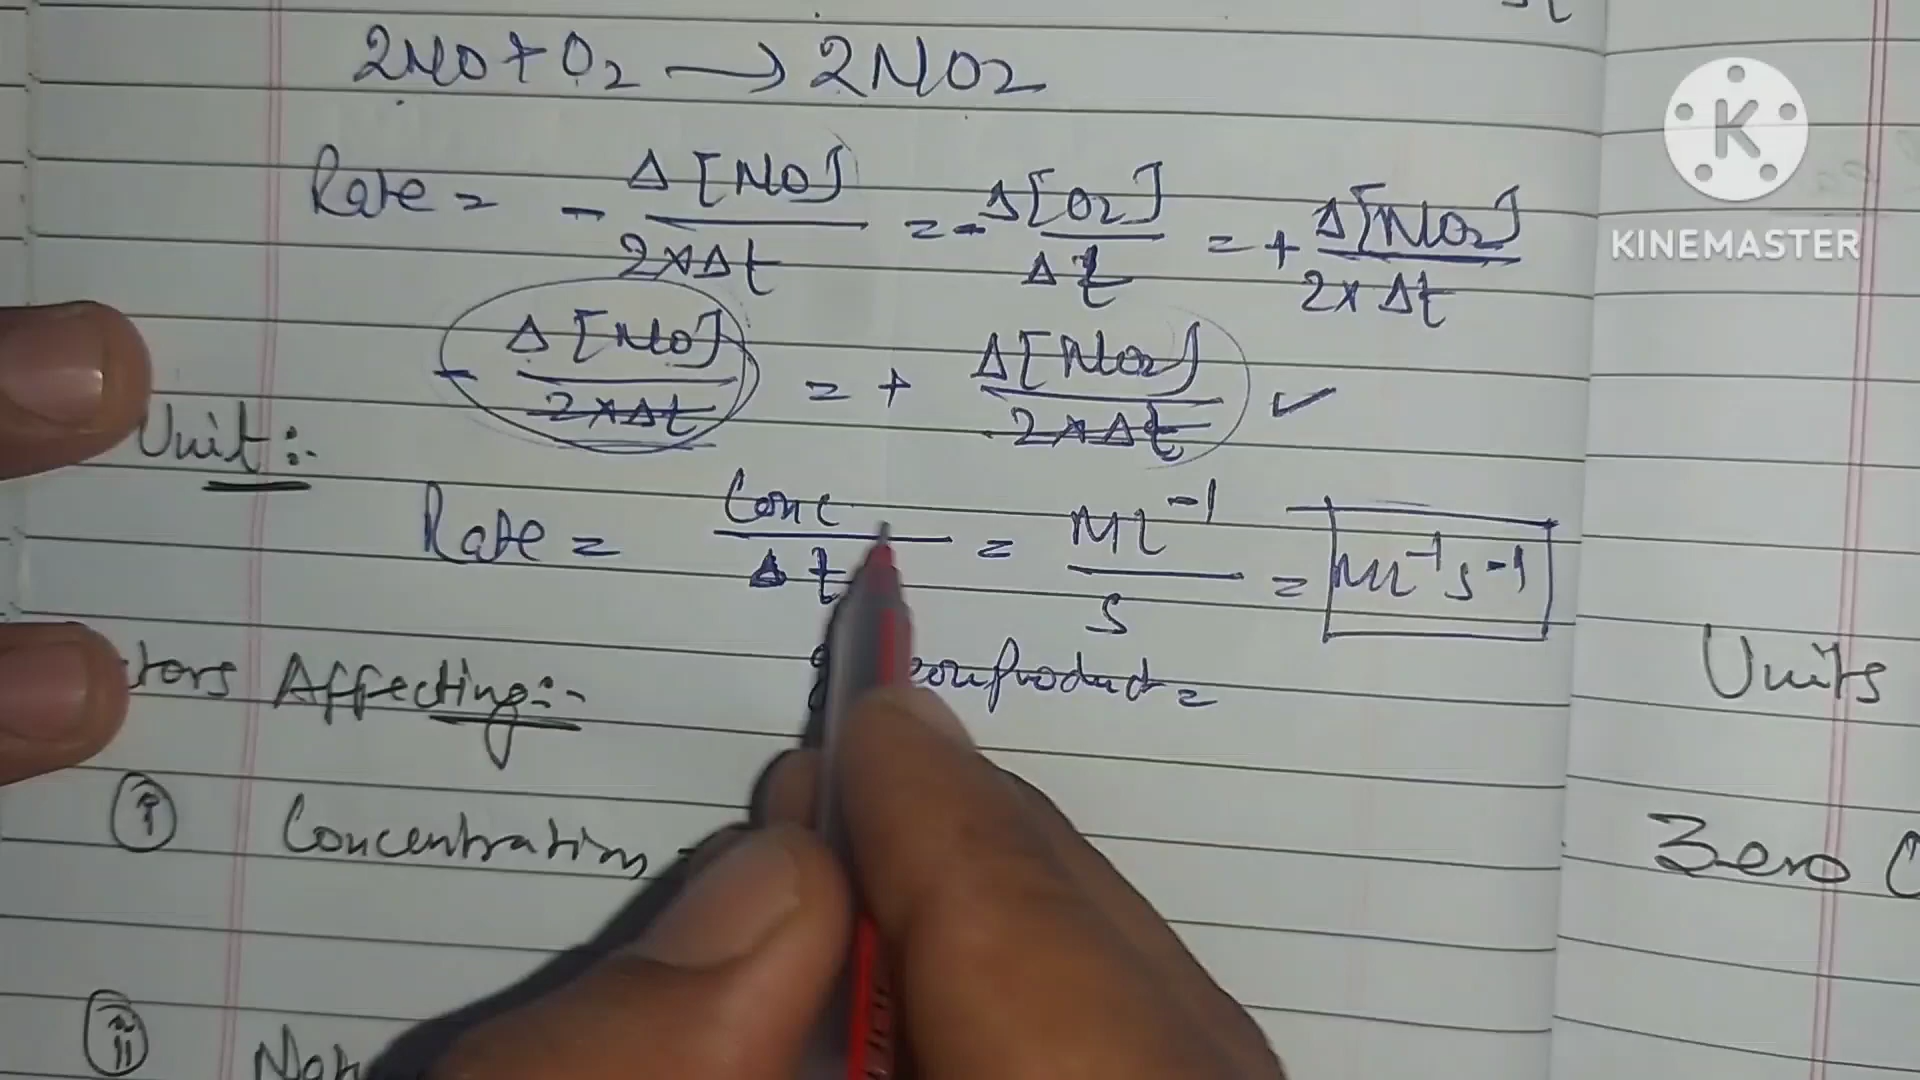 2NO + O2 → 2NO2
KINEMASTER
Rate = - Δ[NO] / 2×Δt = - Δ[O2] / Δt = + Δ[NO2] / 2×Δt
- Δ[NO] / 2×Δt = + Δ[NO2] / 2×Δt ✓
Unit :-
Rate = Conc / Δt = ML⁻¹ / S = ML⁻¹ s⁻¹
Units
tors Affecting :-
i Concentration
Zero
ii